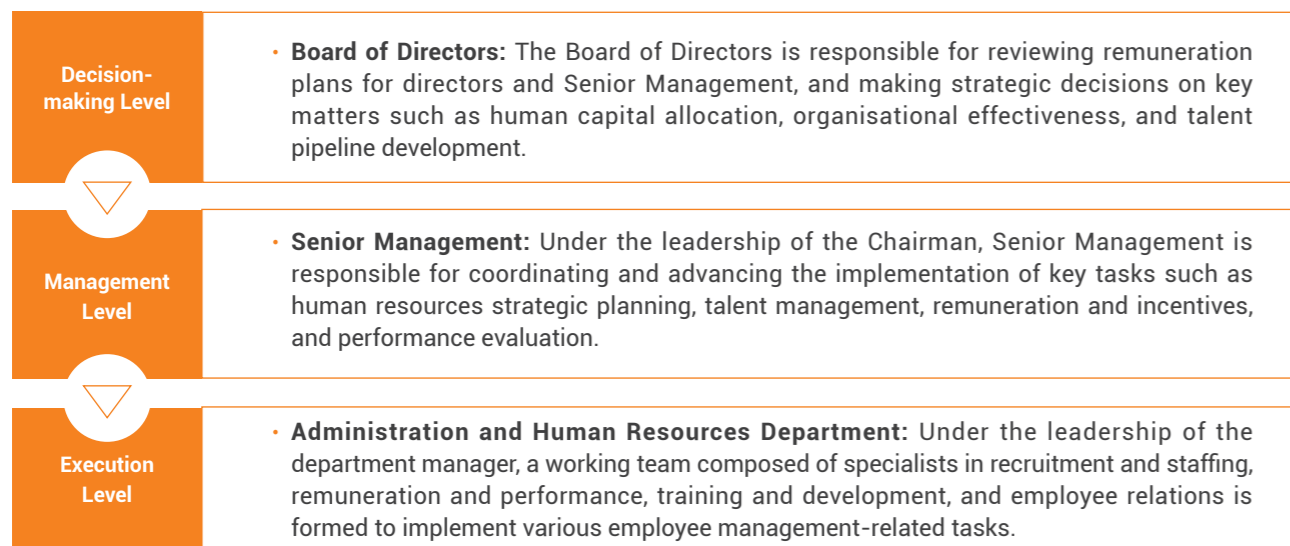 Decision-
making Level
• Board of Directors: The Board of Directors is responsible for reviewing remuneration
plans for directors and Senior Management, and making strategic decisions on key
matters such as human capital allocation, organisational effectiveness, and talent
pipeline development.
Management
Level
• Senior Management: Under the leadership of the Chairman, Senior Management is
responsible for coordinating and advancing the implementation of key tasks such as
human resources strategic planning, talent management, remuneration and incentives,
and performance evaluation.
Execution
Level
• Administration and Human Resources Department: Under the leadership of the
department manager, a working team composed of specialists in recruitment and staffing,
remuneration and performance, training and development, and employee relations is
formed to implement various employee management-related tasks.